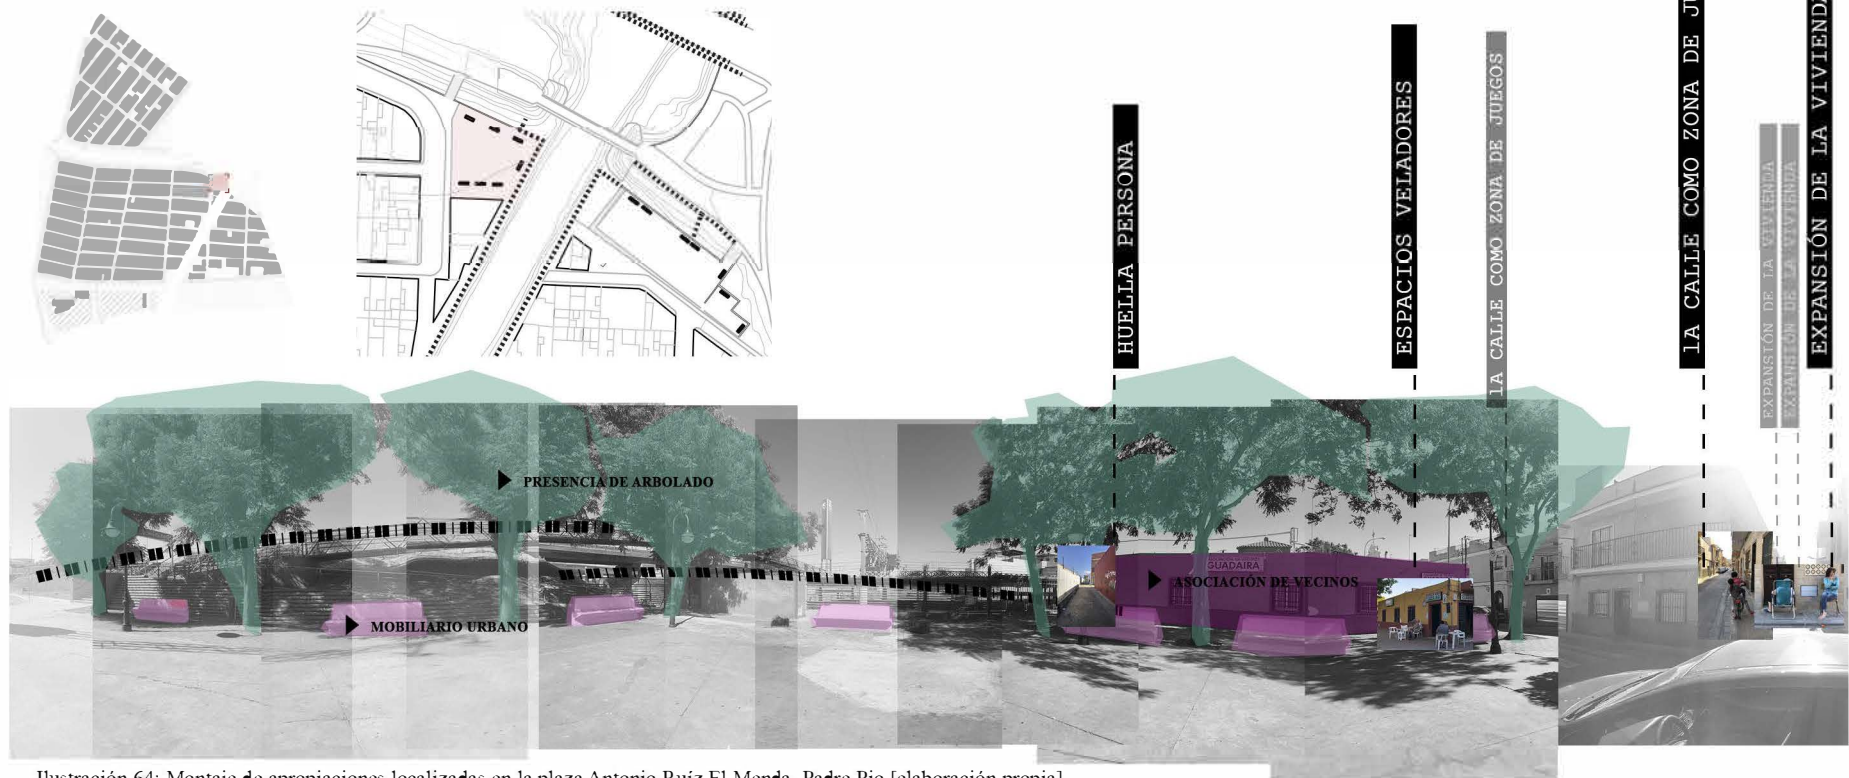 HUELLA PERSONA
ESPACIOS VELADORES
lA CALLE COMO ZONA DE JUEGOS
lA CALLE COMO ZONA DE JU
EXPANSIÓN DE LA VIVIENDA
EXPANSIÓN DE LA VIVIENDA
EXPANSIÓN DE LA VIVIENDA
PRESENCIA DE ARBOLADO
GUADAIRA
ASOCIACIÓN DE VECINOS
MOBILIARIO URBANO
Ilustración 64: Montaje de apropiaciones localizadas en la plaza Antonio Ruíz El Menda, Padre Pio [elaboración propia]